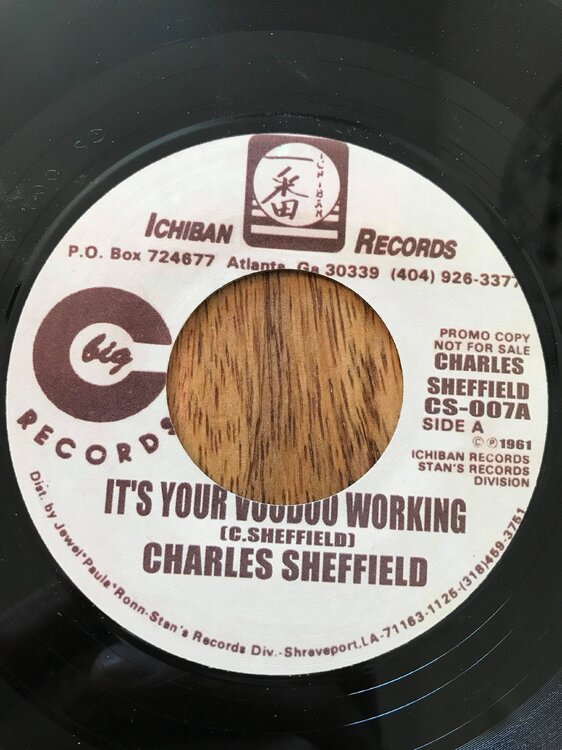 一番
ICHIBAN
ICHIBAN RECORDS
P.O. Box 724677 Atlanta, Ga 30339 (404) 926-3377
big
RECORDS
PROMO COPY
NOT FOR SALE
CHARLES
SHEFFIELD
CS-007A
SIDE A
© ℗ 1961
ICHIBAN RECORDS
STAN'S RECORDS
DIVISION
IT'S YOUR VOODOO WORKING
(C.SHEFFIELD)
CHARLES SHEFFIELD
Dist. by Jewel*Paula*Ronn-Stan's Records Div.-Shreveport,LA-71163-1125-(318)459-3751